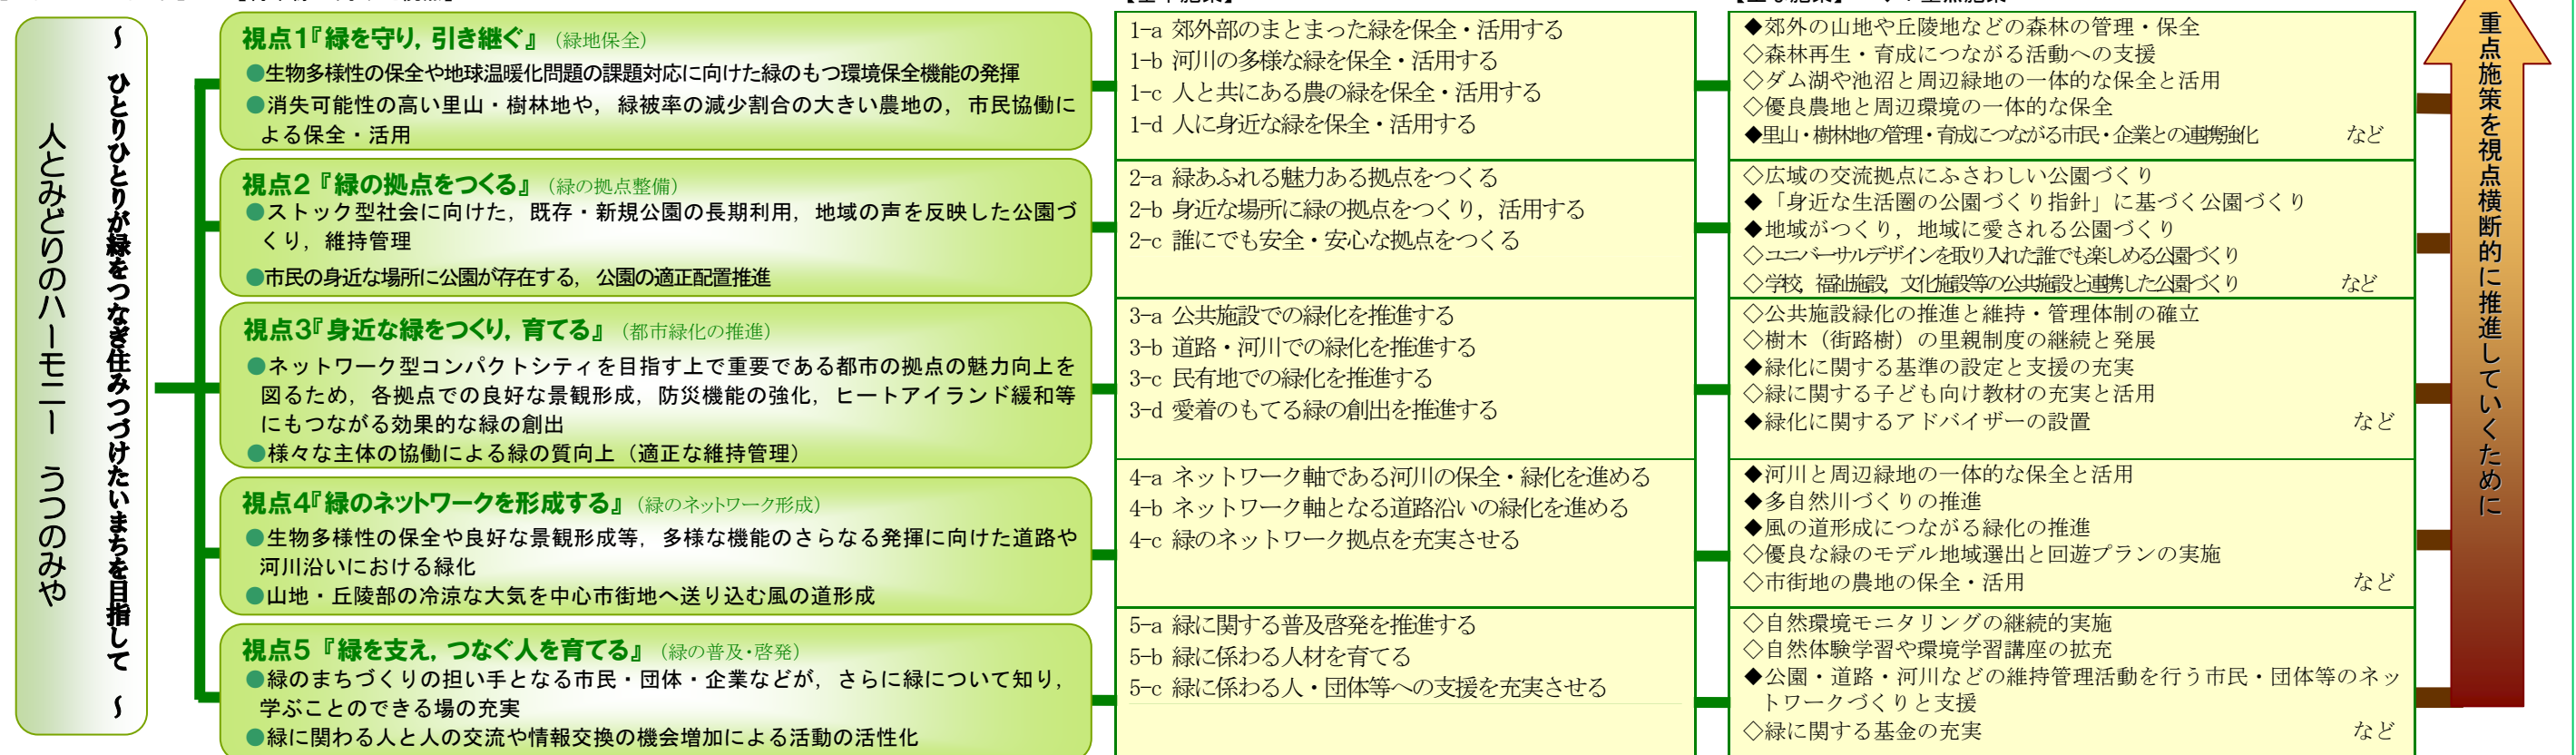 人とみどりのハーモニー うつのみや
～ ひとりひとりが緑をつなぎ住みつづけたいまちを目指して ～
視点1『緑を守り，引き継ぐ』（緑地保全）
●生物多様性の保全や地球温暖化問題の課題対応に向けた緑のもつ環境保全機能の発揮
●消失可能性の高い里山・樹林地や，緑被率の減少割合の大きい農地の，市民協働に
よる保全・活用
視点2『緑の拠点をつくる』（緑の拠点整備）
●ストック型社会に向けた，既存・新規公園の長期利用，地域の声を反映した公園づ
くり，維持管理
●市民の身近な場所に公園が存在する，公園の適正配置推進
視点3『身近な緑をつくり，育てる』（都市緑化の推進）
●ネットワーク型コンパクトシティを目指す上で重要である都市の拠点の魅力向上を
図るため，各拠点での良好な景観形成，防災機能の強化，ヒートアイランド緩和等
にもつながる効果的な緑の創出
●様々な主体の協働による緑の質向上（適正な維持管理）
視点4『緑のネットワークを形成する』（緑のネットワーク形成）
●生物多様性の保全や良好な景観形成等，多様な機能のさらなる発揮に向けた道路や
河川沿いにおける緑化
●山地・丘陵部の冷涼な大気を中心市街地へ送り込む風の道形成
視点5『緑を支え，つなぐ人を育てる』（緑の普及・啓発）
●緑のまちづくりの担い手となる市民・団体・企業などが，さらに緑について知り，
学ぶことのできる場の充実
●緑に関わる人と人の交流や情報交換の機会増加による活動の活性化
1-a 郊外部のまとまった緑を保全・活用する
1-b 河川の多様な緑を保全・活用する
1-c 人と共にある農の緑を保全・活用する
1-d 人に身近な緑を保全・活用する
2-a 緑あふれる魅力ある拠点をつくる
2-b 身近な場所に緑の拠点をつくり，活用する
2-c 誰にでも安全・安心な拠点をつくる
3-a 公共施設での緑化を推進する
3-b 道路・河川での緑化を推進する
3-c 民有地での緑化を推進する
3-d 愛着のもてる緑の創出を推進する
4-a ネットワーク軸である河川の保全・緑化を進める
4-b ネットワーク軸となる道路沿いの緑化を進める
4-c 緑のネットワーク拠点を充実させる
5-a 緑に関する普及啓発を推進する
5-b 緑に係わる人材を育てる
5-c 緑に係わる人・団体等への支援を充実させる
◆郊外の山地や丘陵地などの森林の管理・保全
◇森林再生・育成につながる活動への支援
◇ダム湖や池沼と周辺緑地の一体的な保全と活用
◇優良農地と周辺環境の一体的な保全
◆里山・樹林地の管理・育成につながる市民・企業との連携強化 など
◇広域の交流拠点にふさわしい公園づくり
◆「身近な生活圏の公園づくり指針」に基づく公園づくり
◆地域がつくり，地域に愛される公園づくり
◇ユニバーサルデザインを取り入れた誰でも楽しめる公園づくり
◇学校，福祉施設，文化施設等の公共施設と連携した公園づくり など
◇公共施設緑化の推進と維持・管理体制の確立
◇樹木（街路樹）の里親制度の継続と発展
◆緑化に関する基準の設定と支援の充実
◇緑に関する子ども向け教材の充実と活用
◆緑化に関するアドバイザーの設置 など
◆河川と周辺緑地の一体的な保全と活用
◆多自然川づくりの推進
◆風の道形成につながる緑化の推進
◇優良な緑のモデル地域選出と回遊プランの実施
◇市街地の農地の保全・活用 など
◇自然環境モニタリングの継続的実施
◇自然体験学習や環境学習講座の拡充
◆公園・道路・河川などの維持管理活動を行う市民・団体等のネッ
トワークづくりと支援
◇緑に関する基金の充実 など
重点施策を視点横断的に推進していくために